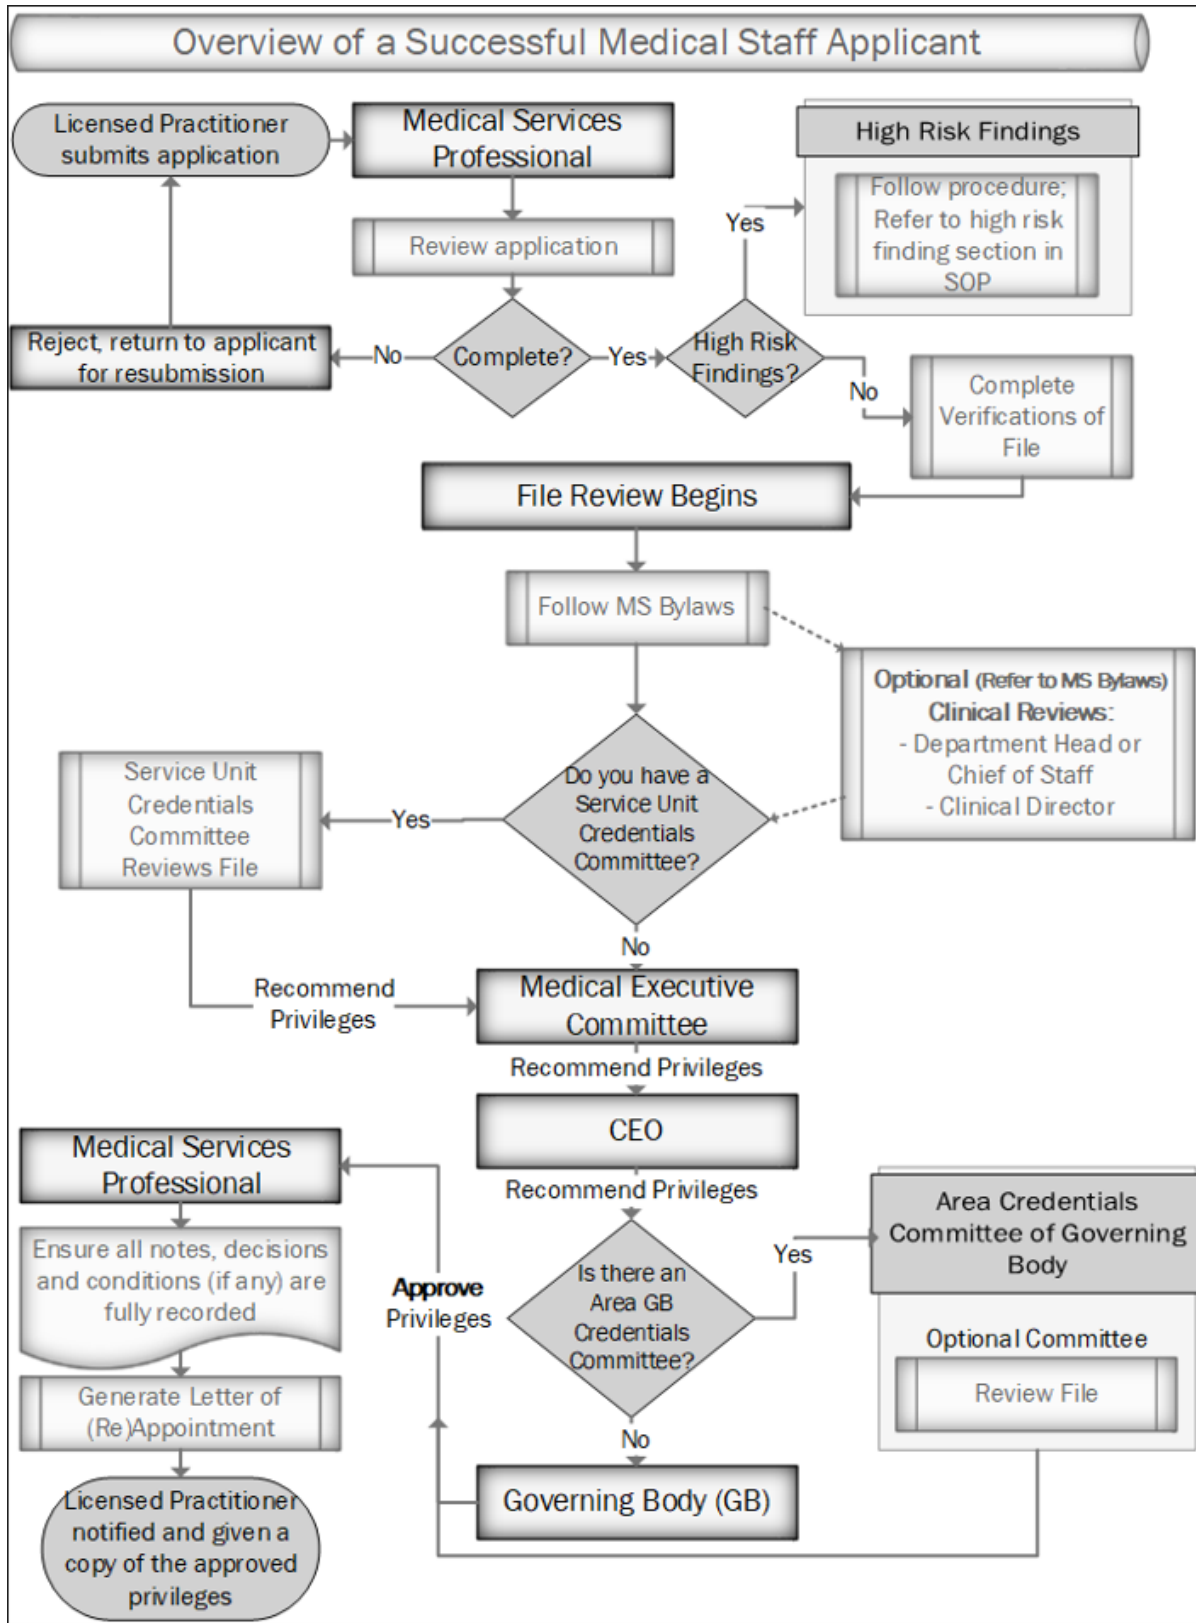 Overview of a Successful Medical Staff Applicant
Licensed Practitioner
submits application
Medical Services
Professional
High Risk Findings
Follow procedure;
Refer to high risk
finding section in
SOP
Review application
Yes
Reject, return to applicant
for resubmission
No
Complete?
Yes
High Risk
Findings?
No
Complete
Verifications of
File
File Review Begins
Follow MS Bylaws
Optional (Refer to MS Bylaws)
Clinical Reviews:
- Department Head or
Chief of Staff
- Clinical Director
Service Unit
Credentials
Committee
Reviews File
Yes
Do you have a
Service Unit
Credentials
Committee?
No
Recommend
Privileges
Medical Executive
Committee
Recommend Privileges
CEO
Recommend Privileges
Medical Services
Professional
Area Credentials
Committee of Governing
Body
Ensure all notes, decisions
and conditions (if any) are
fully recorded
Approve
Privileges
Is there an
Area GB
Credentials
Committee?
Yes
Optional Committee
Review File
Generate Letter of
(Re)Appointment
No
Governing Body (GB)
Licensed Practitioner
notified and given a
copy of the approved
privileges